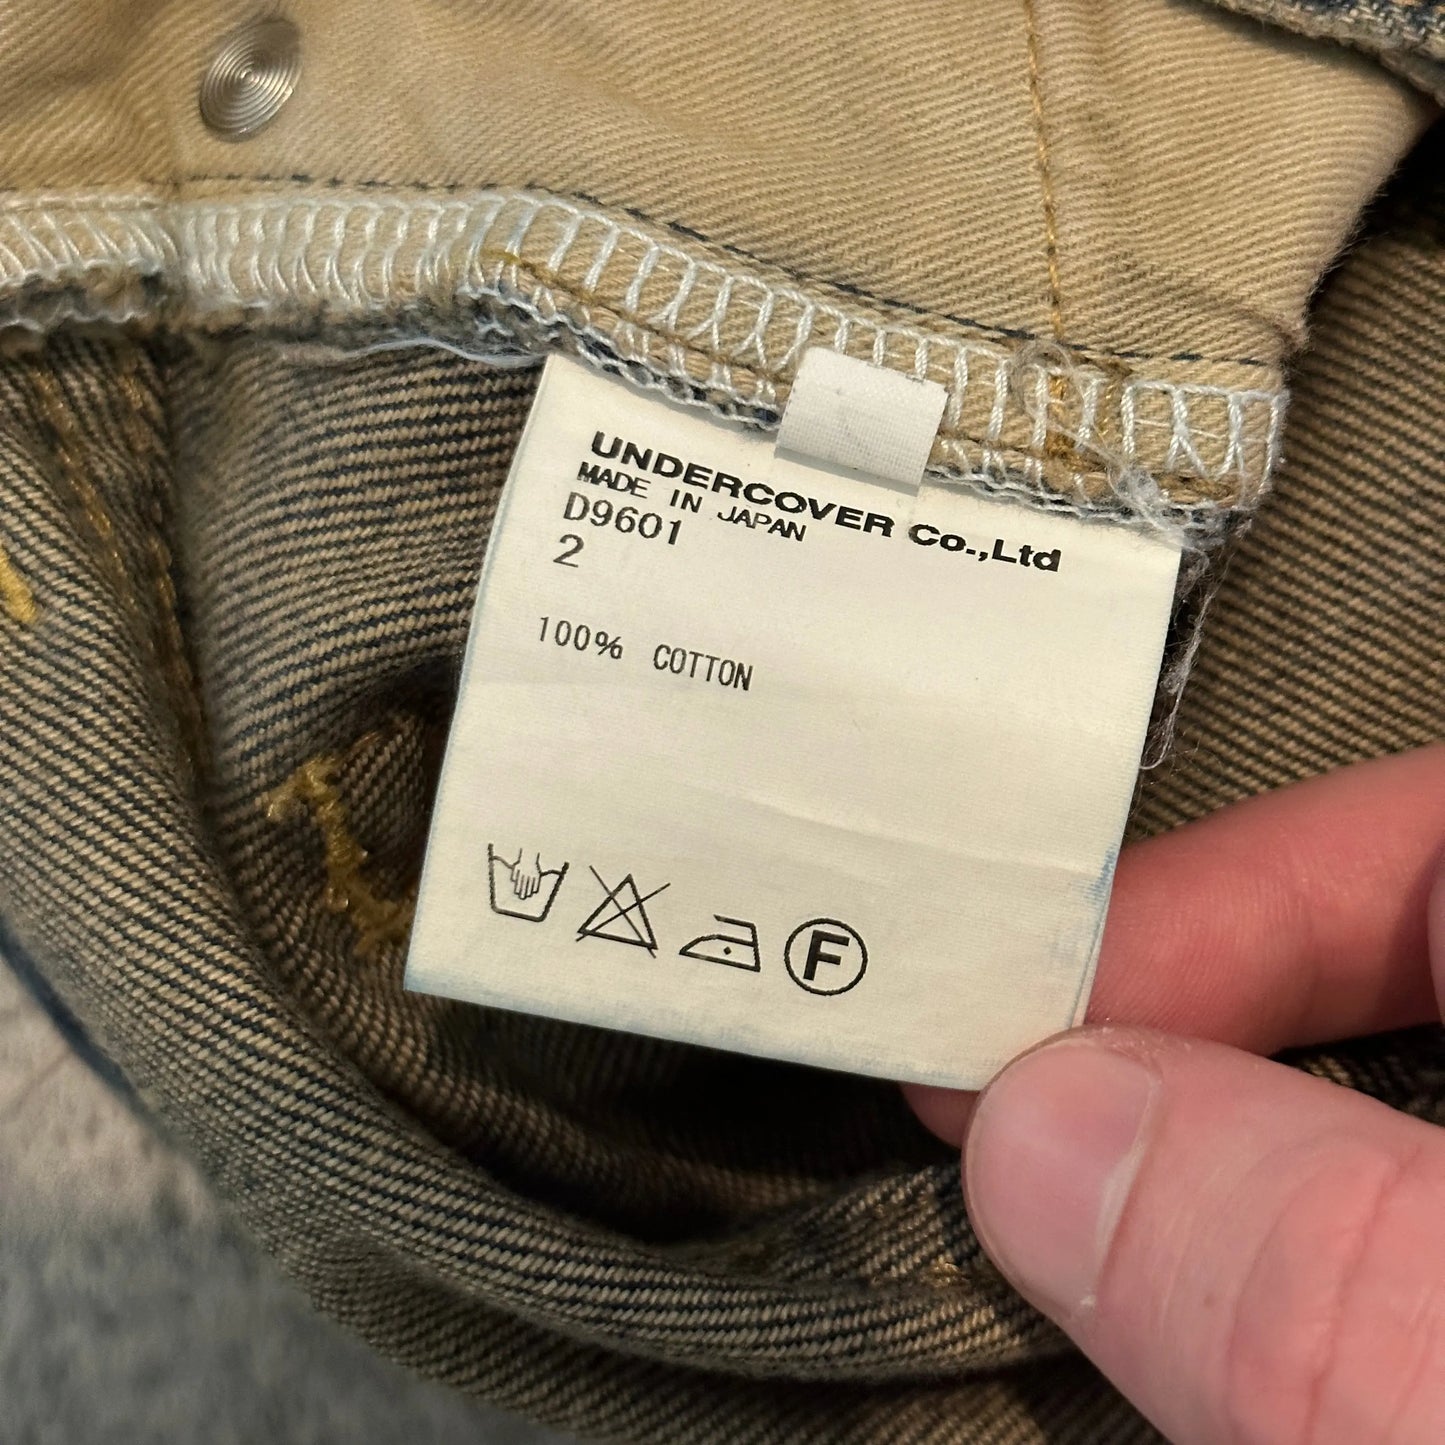 UNDERCOVER Co.,Ltd
MADE IN JAPAN
D9601
2
100% COTTON
F